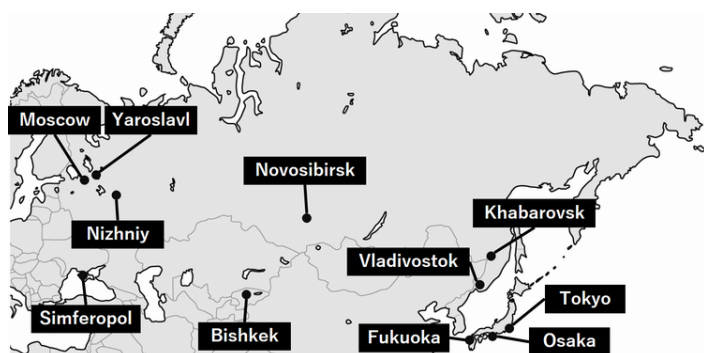 Moscow
Yaroslavl
Novosibirsk
Khabarovsk
Nizhniy
Vladivostok
Tokyo
Simferopol
Bishkek
Fukuoka
Osaka